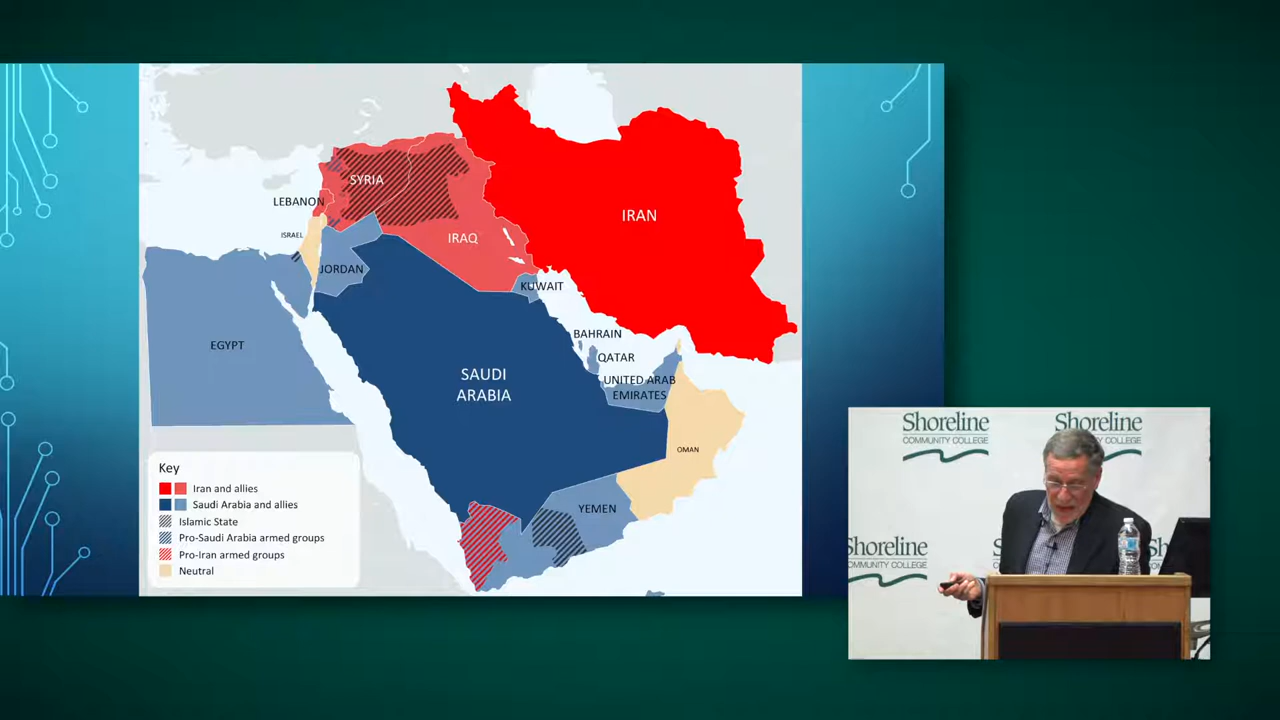 SYRIA
LEBANON
ISRAEL
IRAQ
IRAN
JORDAN
KUWAIT
BAHRAIN
EGYPT
QATAR
SAUDI
ARABIA
UNITED ARAB
EMIRATES
OMAN
YEMEN
Key
Iran and allies
Saudi Arabia and allies
Islamic State
Pro-Saudi Arabia armed groups
Pro-Iran armed groups
Neutral
Shoreline
COMMUNITY COLLEGE
Shoreline
COMMUNITY COLLEGE
Shoreline
COMMUNITY COLLEGE